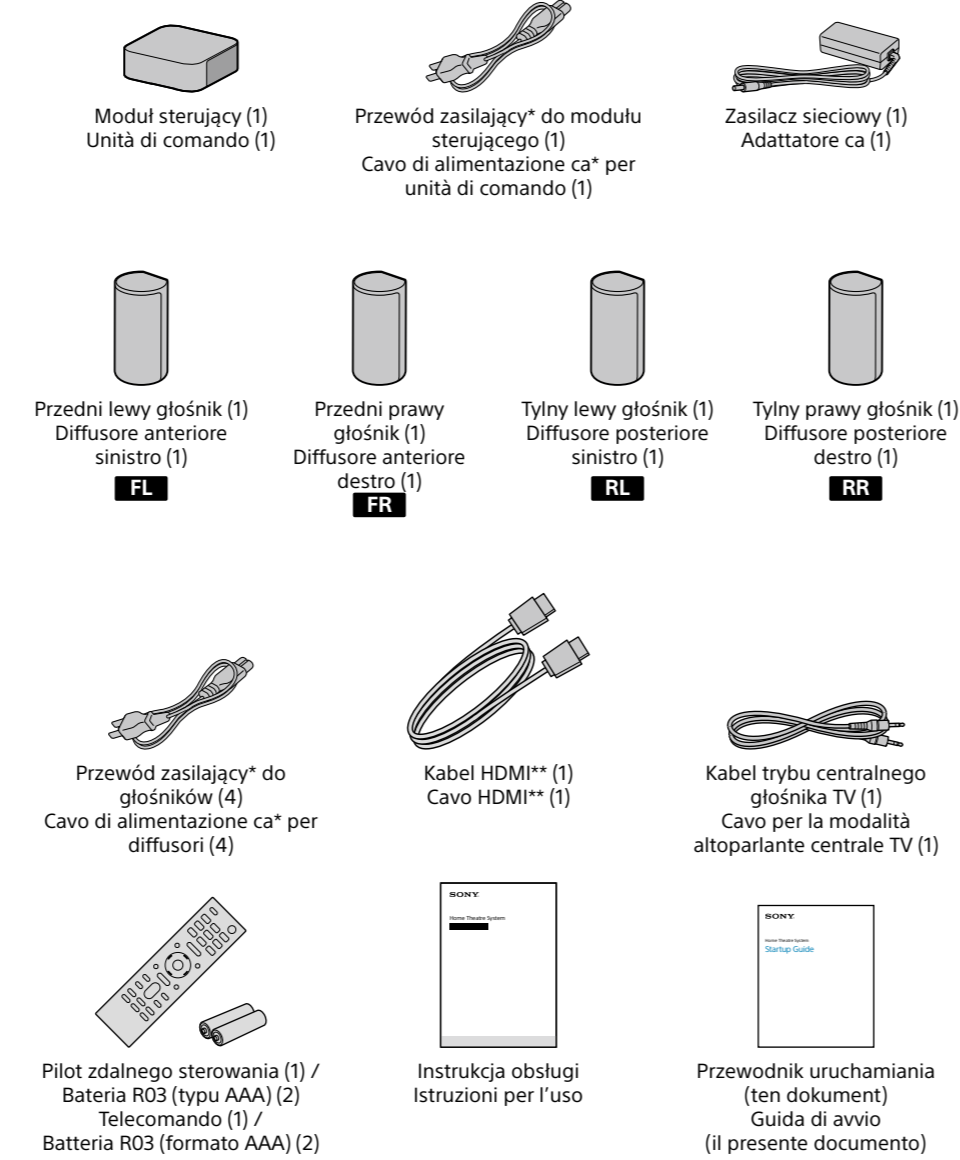 Moduł sterujący (1)
Unità di comando (1)
Przewód zasilający* do modułu
sterującego (1)
Cavo di alimentazione ca* per
unità di comando (1)
Zasilacz sieciowy (1)
Adattatore ca (1)
Przedni lewy głośnik (1)
Diffusore anteriore
sinistro (1)
FL
Przedni prawy
głośnik (1)
Diffusore anteriore
destro (1)
FR
Tylny lewy głośnik (1)
Diffusore posteriore
sinistro (1)
RL
Tylny prawy głośnik (1)
Diffusore posteriore
destro (1)
RR
Przewód zasilający* do
głośników (4)
Cavo di alimentazione ca* per
diffusori (4)
Kabel HDMI** (1)
Cavo HDMI** (1)
Kabel trybu centralnego
głośnika TV (1)
Cavo per la modalità
altoparlante centrale TV (1)
Pilot zdalnego sterowania (1) /
Bateria R03 (typu AAA) (2)
Telecomando (1) /
Batteria R03 (formato AAA) (2)
SONY
Home Theatre System
Instrukcja obsługi
Istruzioni per l'uso
SONY
Home Theatre System
Startup Guide
Przewodnik uruchamiania
(ten dokument)
Guida di avvio
(il presente documento)